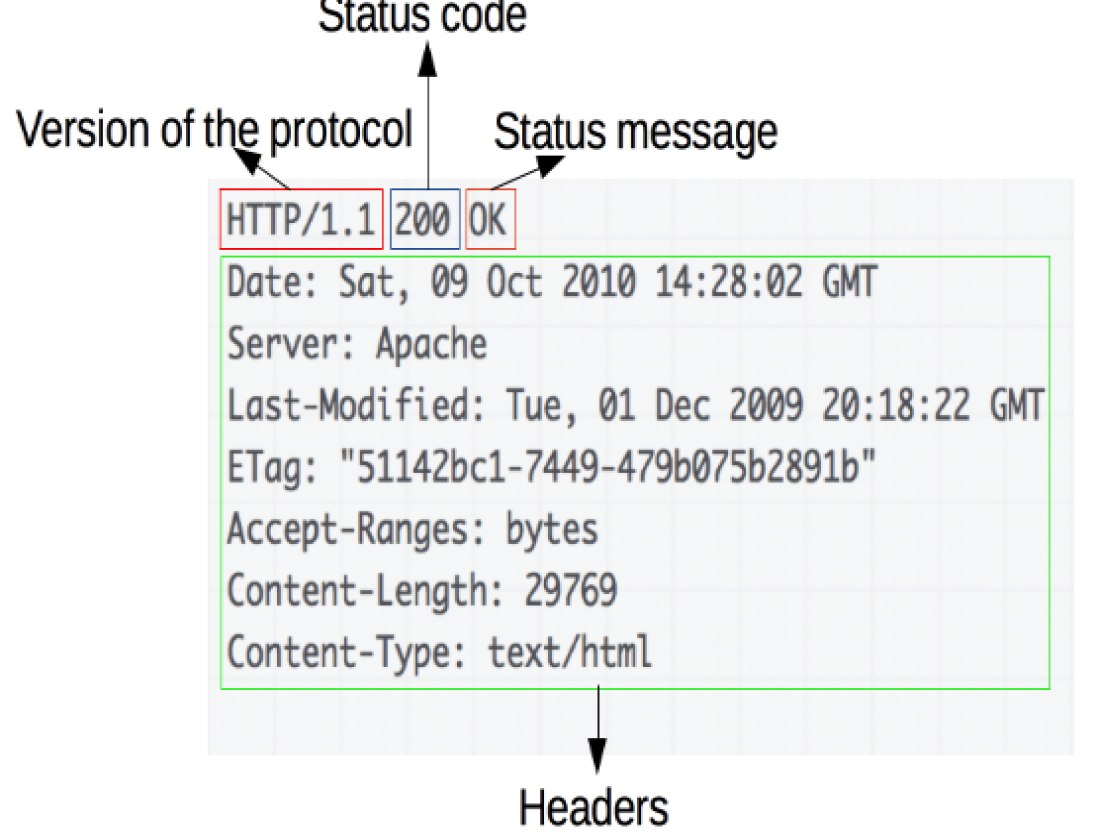 Status code
Version of the protocol
Status message
HTTP/1.1 200 OK
Date: Sat, 09 Oct 2010 14:28:02 GMT
Server: Apache
Last-Modified: Tue, 01 Dec 2009 20:18:22 GMT
ETag: "51142bc1-7449-479b075b2891b"
Accept-Ranges: bytes
Content-Length: 29769
Content-Type: text/html
Headers